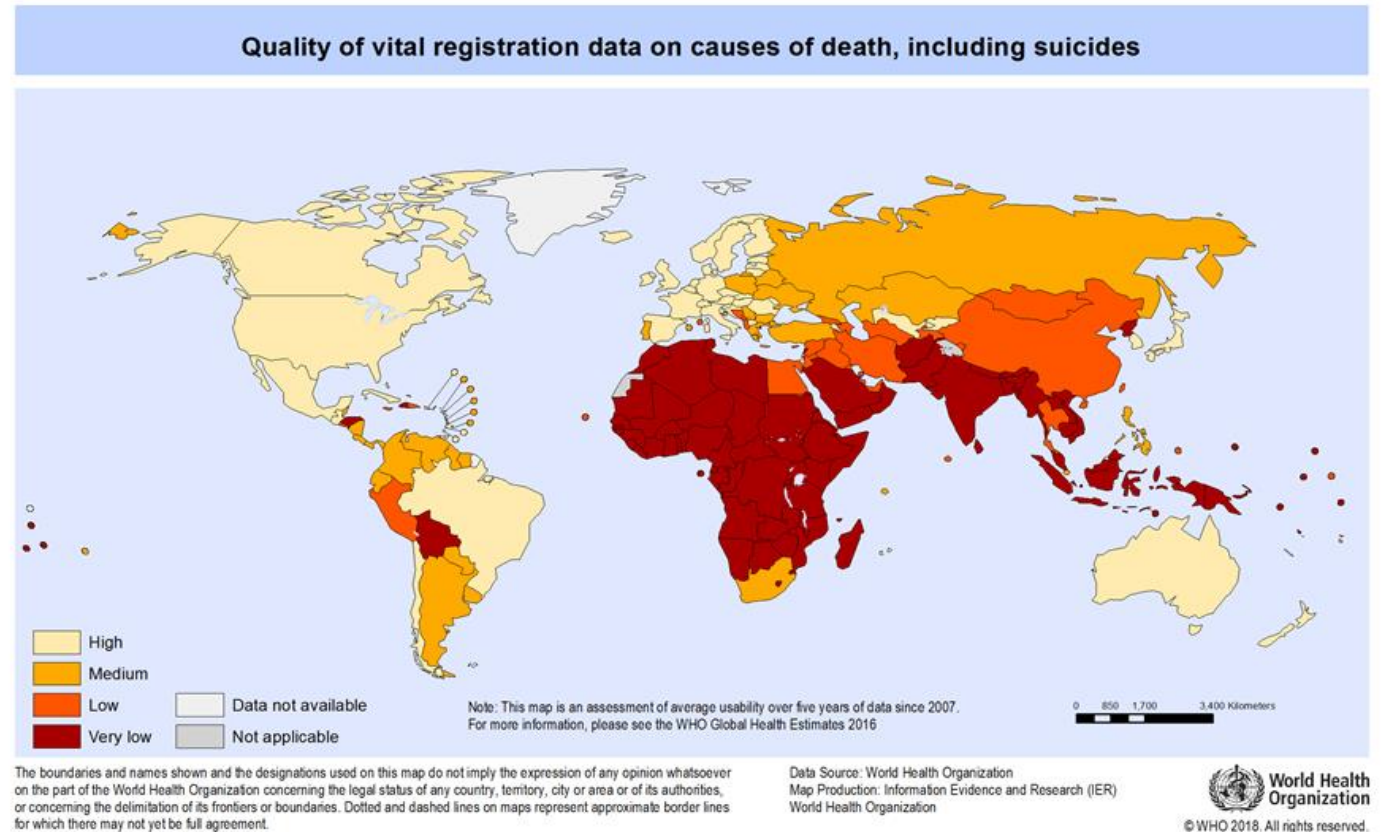 Quality of vital registration data on causes of death, including suicides
High
Medium
Low
Very low
Data not available
Not applicable
Note: This map is an assessment of average usability over five years of data since 2007.
For more information, please see the WHO Global Health Estimates 2016
0 850 1,700 3,400 Kilometers
The boundaries and names shown and the designations used on this map do not imply the expression of any opinion whatsoever
on the part of the World Health Organization concerning the legal status of any country, territory, city or area or of its authorities,
or concerning the delimitation of its frontiers or boundaries. Dotted and dashed lines on maps represent approximate border lines
for which there may not yet be full agreement.
Data Source: World Health Organization
Map Production: Information Evidence and Research (IER)
World Health Organization
World Health
Organization
© WHO 2018. All rights reserved.